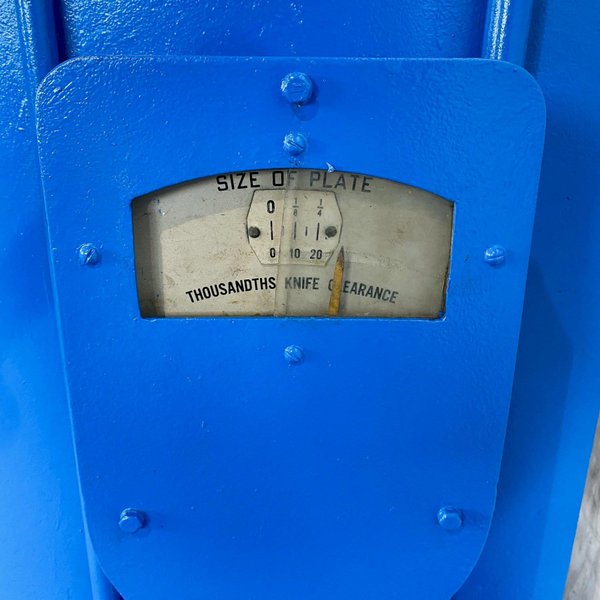 SIZE OF PLATE
0 1/8 1/4
0 10 20
THOUSANDTHS KNIFE CLEARANCE